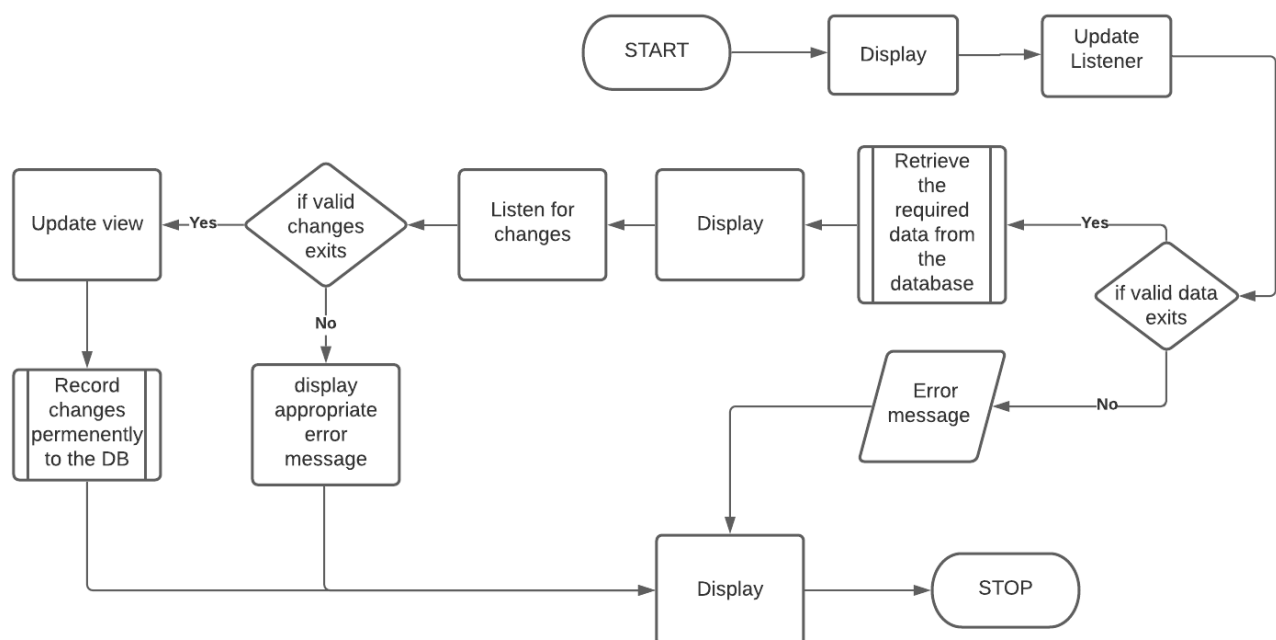 START
Display
Update
Listener
Retrieve
the
required
data from
the
database
Display
Listen for
changes
if valid
changes
exits
Update view
Yes
Yes
if valid data
exits
No
No
Record
changes
permenently
to the DB
display
appropriate
error
message
Error
message
Display
STOP